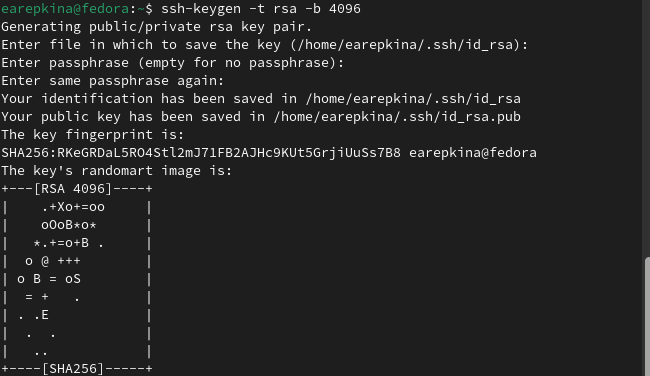 earepkina@fedora:~$ ssh-keygen -t rsa -b 4096
Generating public/private rsa key pair.
Enter file in which to save the key (/home/earepkina/.ssh/id_rsa):
Enter passphrase (empty for no passphrase):
Enter same passphrase again:
Your identification has been saved in /home/earepkina/.ssh/id_rsa
Your public key has been saved in /home/earepkina/.ssh/id_rsa.pub
The key fingerprint is:
SHA256:RKeGRDaL5RO4Stl2mJ71FB2AJHc9KUt5GrjiUuSs7B8 earepkina@fedora
The key's randomart image is:
+---[RSA 4096]----+
|    .+Xo+=oo     |
|    oOoB*o*      |
|   *.+=o+B .     |
|  o @ +++        |
| o B = oS        |
|  = +   .        |
| . .E            |
|  .  .           |
|   ..            |
+----[SHA256]-----+